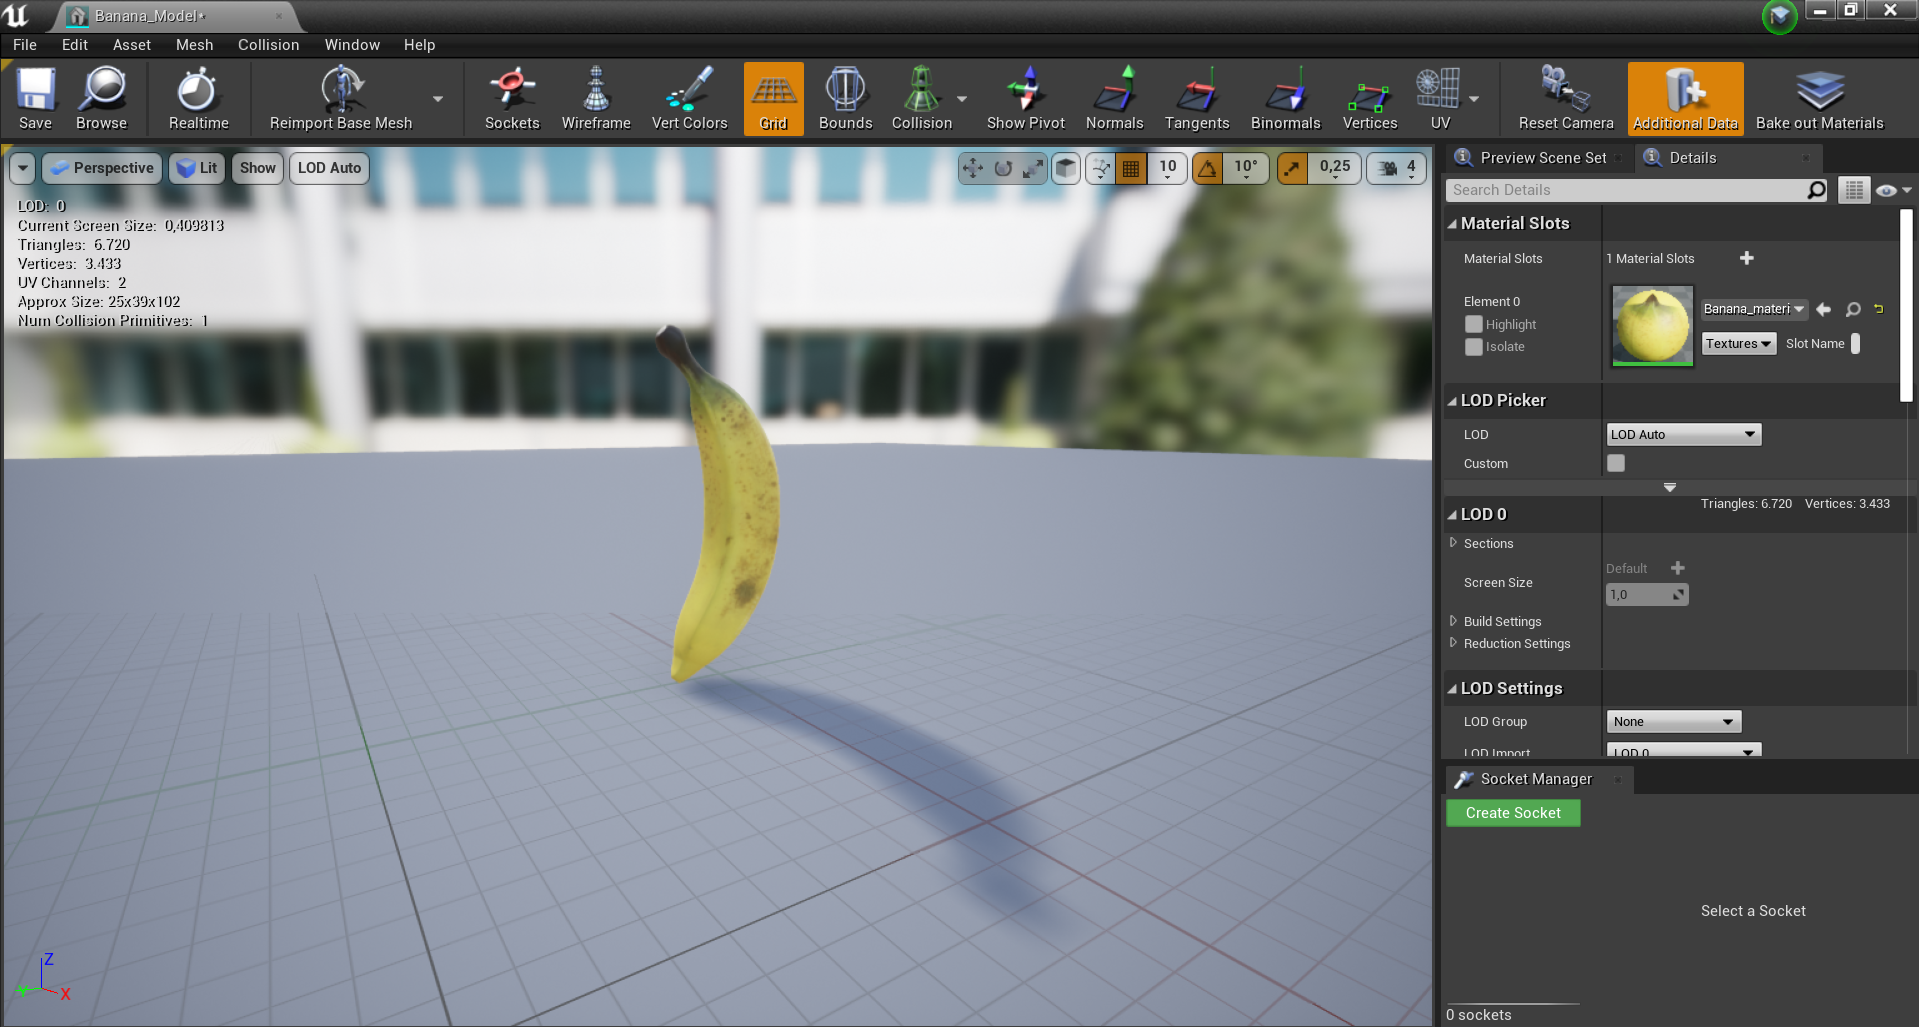 Banana_Model*
File Edit Asset Mesh Collision Window Help
Save Browse Realtime Reimport Base Mesh Sockets Wireframe Vert Colors Grid Bounds Collision Show Pivot Normals Tangents Binormals Vertices UV Reset Camera Additional Data Bake out Materials
Perspective Lit Show LOD Auto 10 10° 0,25 4
LOD: 0
Current Screen Size: 0,409813
Triangles: 6.720
Vertices: 3.433
UV Channels: 2
Approx Size: 25x39x102
Num Collision Primitives: 1
Z
Y
X
Preview Scene Set Details
Search Details
Material Slots
Material Slots 1 Material Slots
Element 0
Highlight
Isolate
Banana_materi
Textures Slot Name
LOD Picker
LOD LOD Auto
Custom
LOD 0 Triangles: 6.720 Vertices: 3.433
Sections
Screen Size
Default
1,0
Build Settings
Reduction Settings
LOD Settings
LOD Group None
LOD Import LOD 0
Socket Manager
Create Socket
Select a Socket
0 sockets